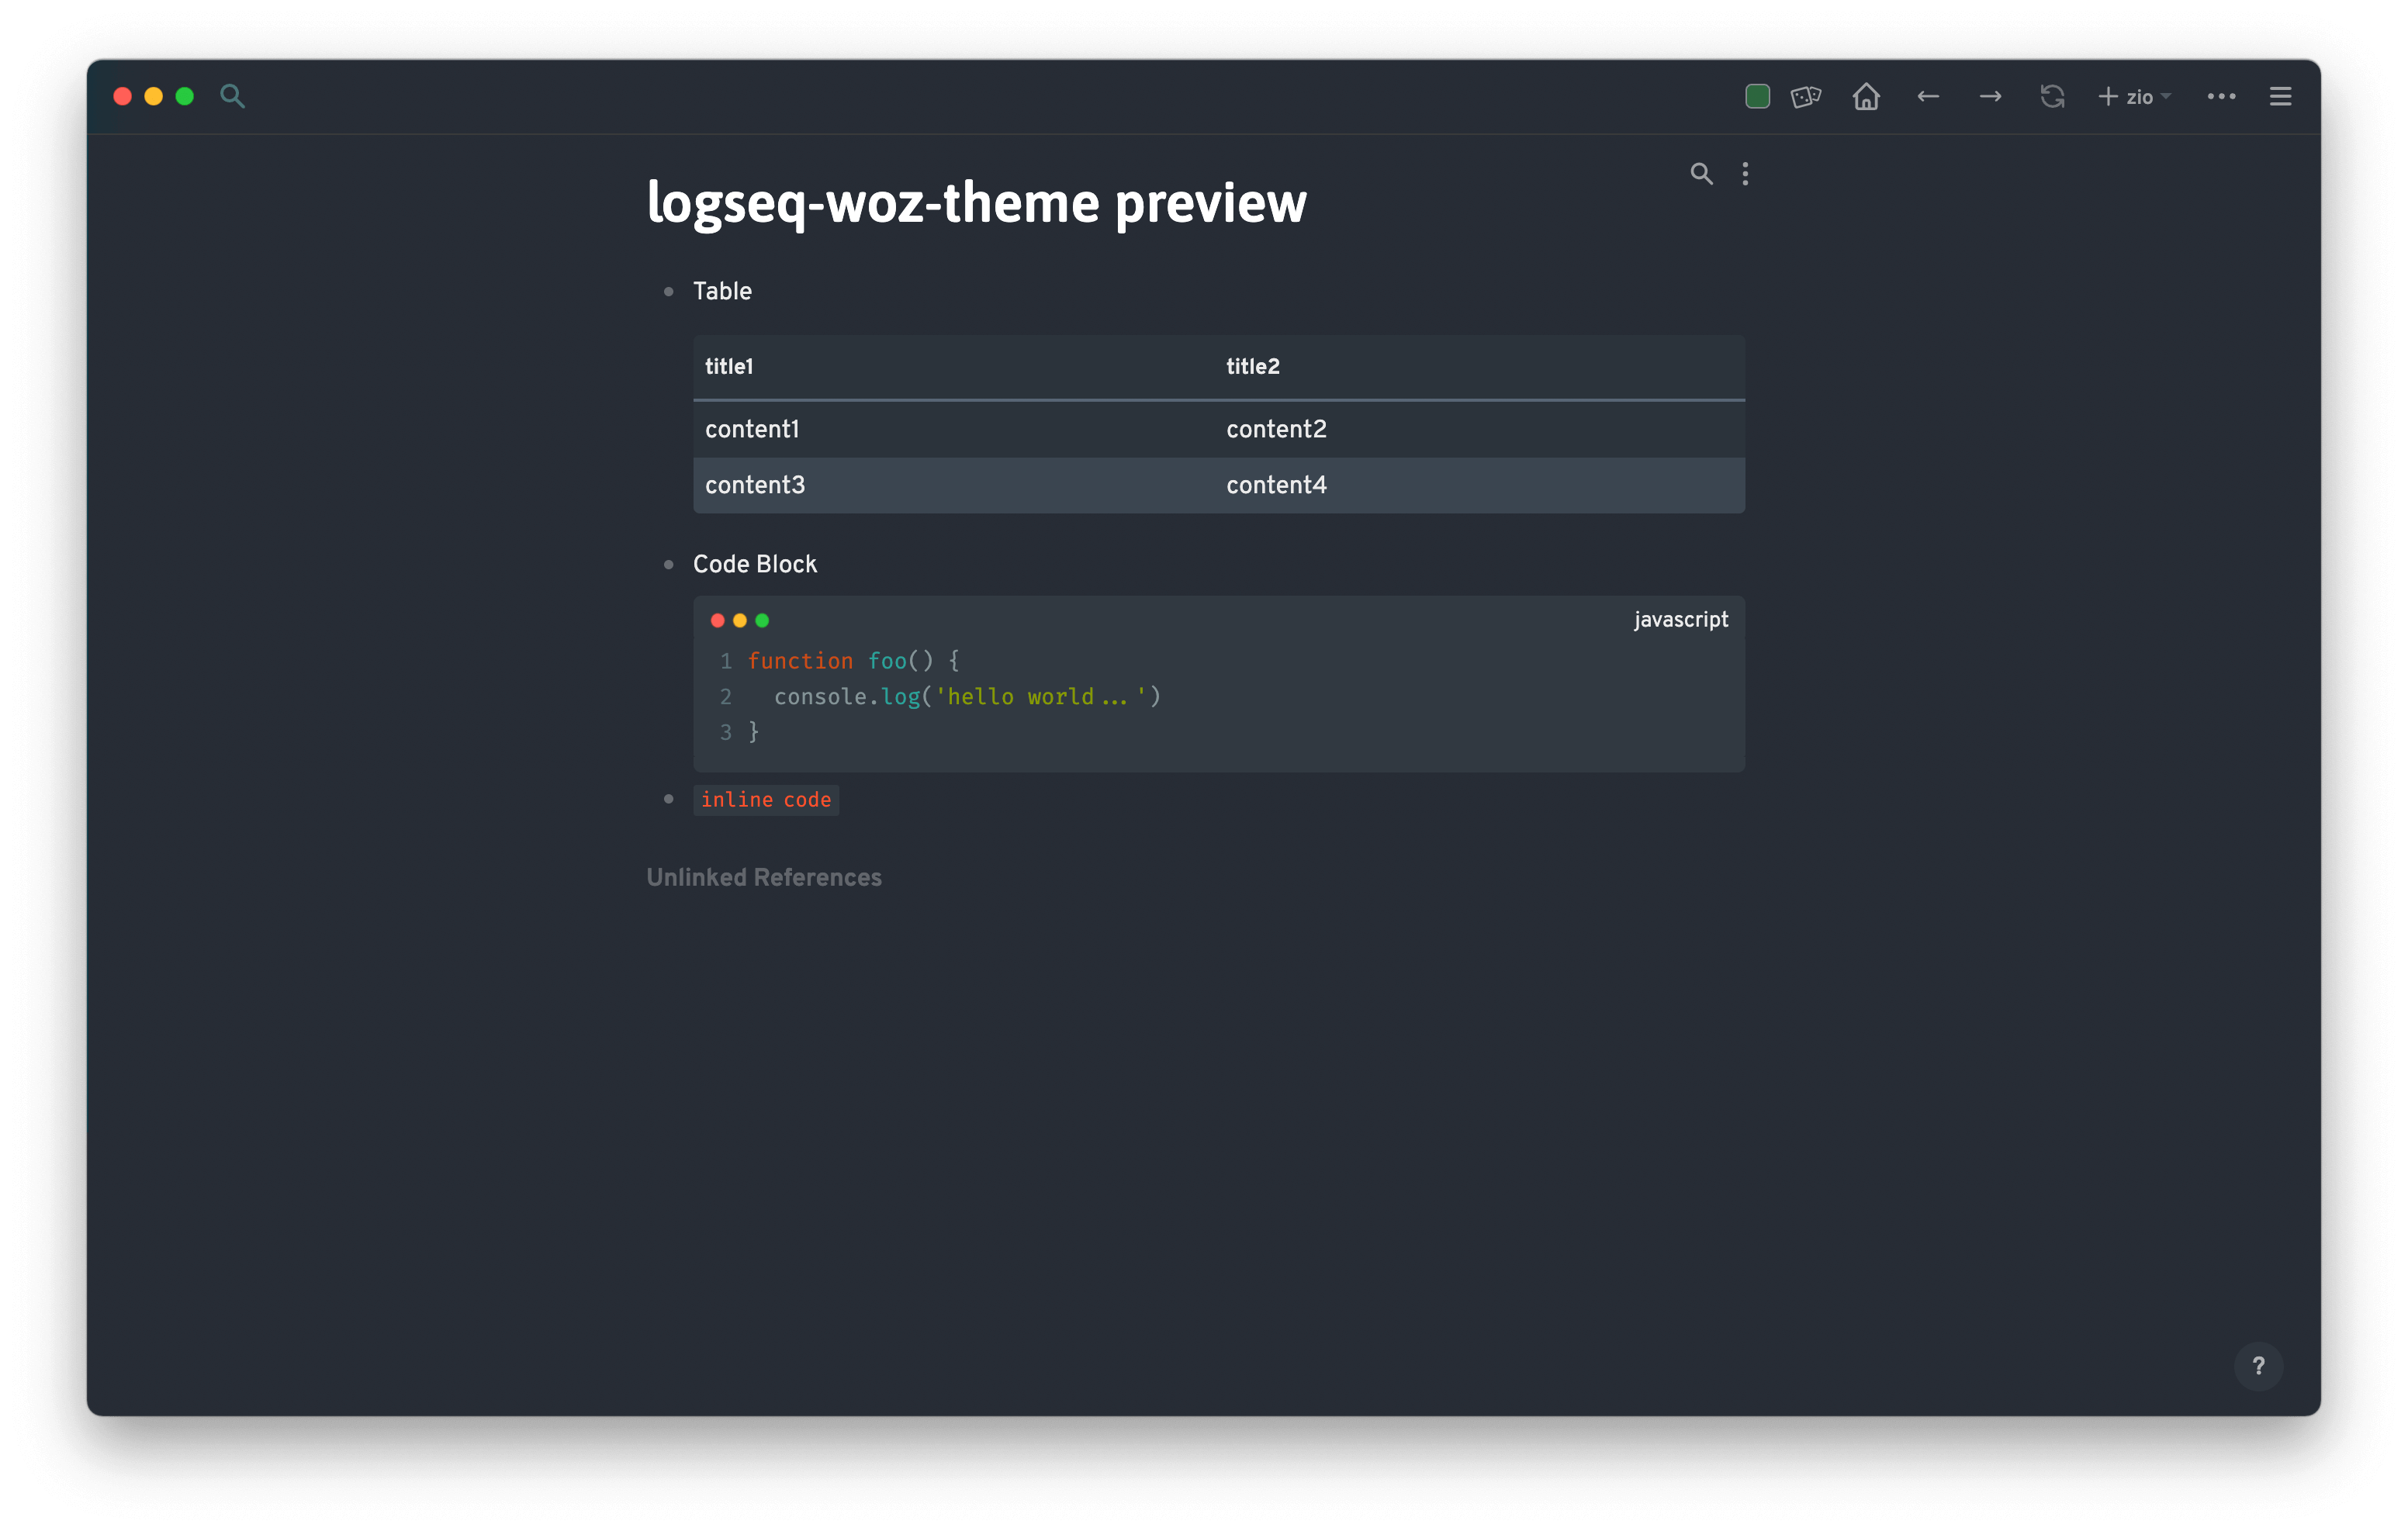 zio
logseq-woz-theme preview
Table
title1 title2
content1 content2
content3 content4
Code Block
javascript
1 function foo() {
2   console.log('hello world...')
3 }
inline code
Unlinked References
?